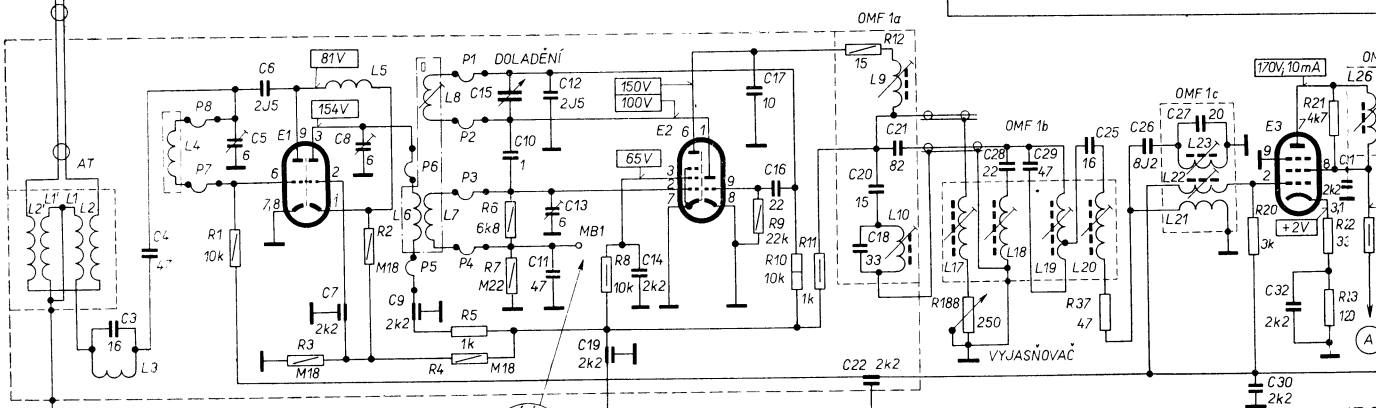 OMF 1a
R12
15
L9
C6
2J5
81V
L5
P1
DOLADĚNÍ
C15
C12
2J5
L8
150V
100V
C17
10
170V, 10mA
L26
OMF 1c
C27
20
R21
4k7
P8
L4
C5
6
E1
9
3
154V
C8
6
P2
E2
6
1
C21
82
OMF 1b
C25
16
C26
8J2
L23
E3
AT
P7
6
2
7,8
1
P6
C10
1
65V
3
2
7
9
8
C16
22
C20
15
C28
22
C29
47
L22
L21
9
2
8
2k2
3,1
L2'
L1'
L1
L2
C4
R1
10k
R2
M18
L6
L7
P3
R6
6k8
C13
6
R9
22k
R11
L10
C18
33
R20
3k
+2V
R22
P4
P5
R7
M22
C11
47
MB1
R8
10k
C14
2k2
R10
10k
1k
L17
L18
L19
L20
R188
250
R37
47
C7
2k2
C9
2k2
R5
1k
C32
2k2
C3
16
L3
R3
M18
R4
M18
C19
2k2
VYJASŇOVAČ
A
C22
2k2
C30
2k2